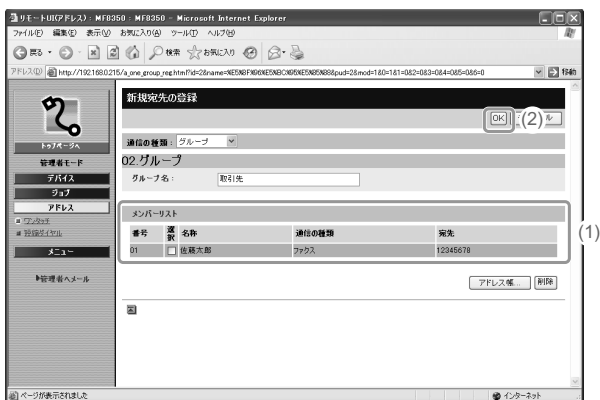 リモートUI(アドレス) : MF8350 : MF8350 - Microsoft Internet Explorer
ファイル(F) 編集(E) 表示(V) お気に入り(A) ツール(T) ヘルプ(H)
戻る 検索 お気に入り
アドレス(D) 移動
新規宛先の登録
OK (2) ル
通信の種類 : グループ
トップページへ
02.グループ
管理者モード
グループ名 : 取引先
デバイス
ジョブ
アドレス
ワンタッチ
短縮ダイヤル
メニュー
管理者へメール
メンバーリスト
(1)
番号 選択 名称 通信の種類 宛先
01 佐藤太郎 ファクス 12345678
アドレス帳... 削除
ページが表示されました
インターネット